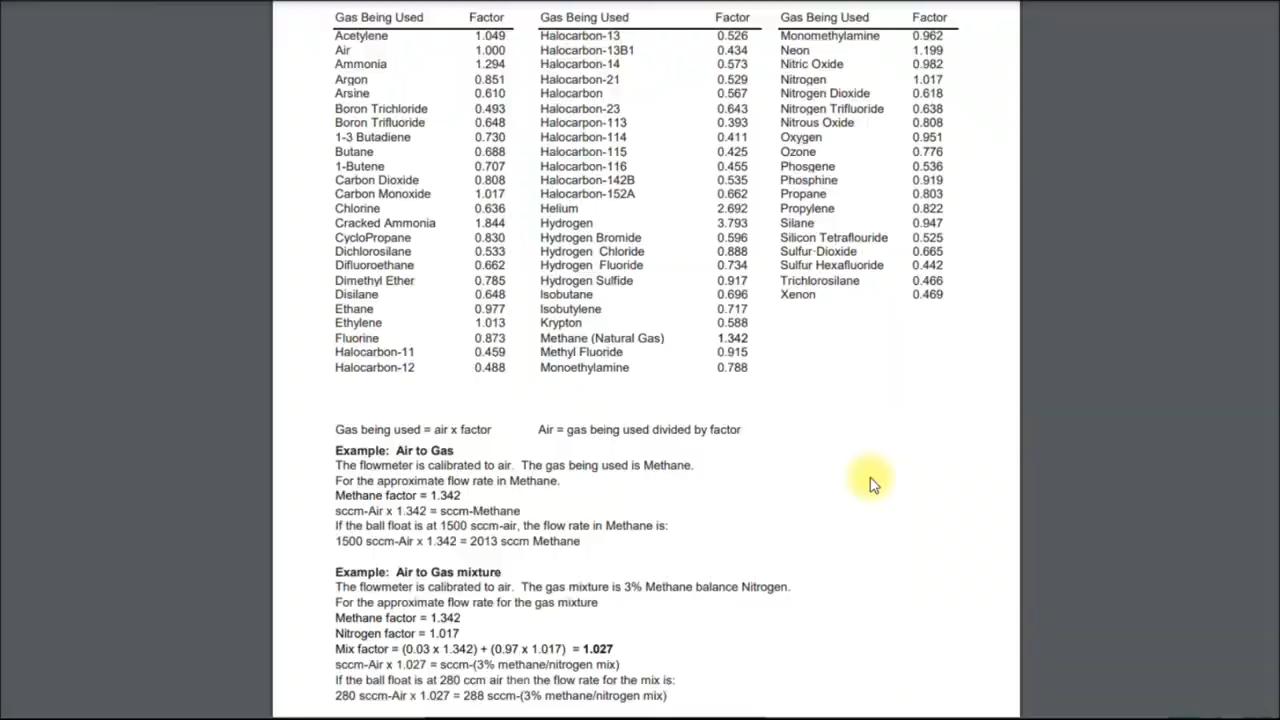 Gas Being Used Factor Gas Being Used Factor Gas Being Used Factor
Acetylene 1.049 Halocarbon-13 0.526 Monomethylamine 0.962
Air 1.000 Halocarbon-13B1 0.434 Neon 1.199
Ammonia 1.294 Halocarbon-14 0.573 Nitric Oxide 0.982
Argon 0.851 Halocarbon-21 0.529 Nitrogen 1.017
Arsine 0.610 Halocarbon 0.567 Nitrogen Dioxide 0.618
Boron Trichloride 0.493 Halocarbon-23 0.643 Nitrogen Trifluoride 0.638
Boron Trifluoride 0.648 Halocarpon-113 0.393 Nitrous Oxide 0.808
1-3 Butadiene 0.730 Halocarbon-114 0.411 Oxygen 0.951
Butane 0.688 Halocarbon-115 0.425 Ozone 0.776
1-Butene 0.707 Halocarbon-116 0.455 Phosgene 0.536
Carbon Dioxide 0.808 Halocarbon-142B 0.535 Phosphine 0.919
Carbon Monoxide 1.017 Halocarbon-152A 0.662 Propane 0.803
Chlorine 0.636 Helium 2.692 Propylene 0.822
Cracked Ammonia 1.844 Hydrogen 3.793 Silane 0.947
CycloPropane 0.830 Hydrogen Bromide 0.596 Silicon Tetraflouride 0.525
Dichlorosilane 0.533 Hydrogen Chloride 0.888 Sulfur-Dioxide 0.665
Difluoroethane 0.662 Hydrogen Fluoride 0.734 Sulfur Hexafluoride 0.442
Dimethyl Ether 0.785 Hydrogen Sulfide 0.917 Trichlorosilane 0.466
Disilane 0.648 Isobutane 0.696 Xenon 0.469
Ethane 0.977 Isobutylene 0.717
Ethylene 1.013 Krypton 0.588
Fluorine 0.873 Methane (Natural Gas) 1.342
Halocarbon-11 0.459 Methyl Fluoride 0.915
Halocarbon-12 0.488 Monoethylamine 0.788
Gas being used = air x factor Air = gas being used divided by factor
Example: Air to Gas
The flowmeter is calibrated to air. The gas being used is Methane.
For the approximate flow rate in Methane.
Methane factor = 1.342
sccm-Air x 1.342 = sccm-Methane
If the ball float is at 1500 sccm-air, the flow rate in Methane is:
1500 sccm-Air x 1.342 = 2013 sccm Methane
Example: Air to Gas mixture
The flowmeter is calibrated to air. The gas mixture is 3% Methane balance Nitrogen.
For the approximate flow rate for the gas mixture
Methane factor = 1.342
Nitrogen factor = 1.017
Mix factor = (0.03 x 1.342) + (0.97 x 1.017) = 1.027
sccm-Air x 1.027 = sccm-(3% methane/nitrogen mix)
If the ball float is at 280 ccm air then the flow rate for the mix is:
280 sccm-Air x 1.027 = 288 sccm-(3% methane/nitrogen mix)